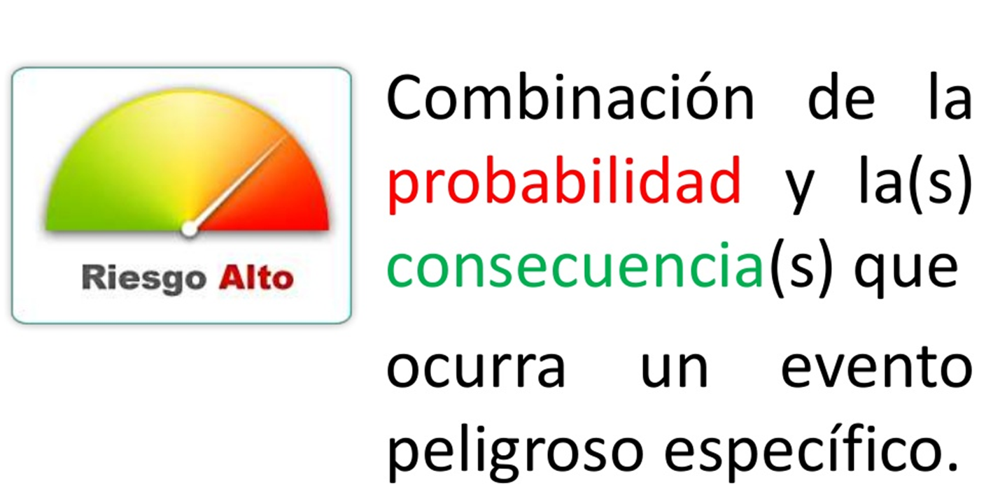 Riesgo Alto
Combinación de la
probabilidad y la(s)
consecuencia(s) que
ocurra un evento
peligroso específico.